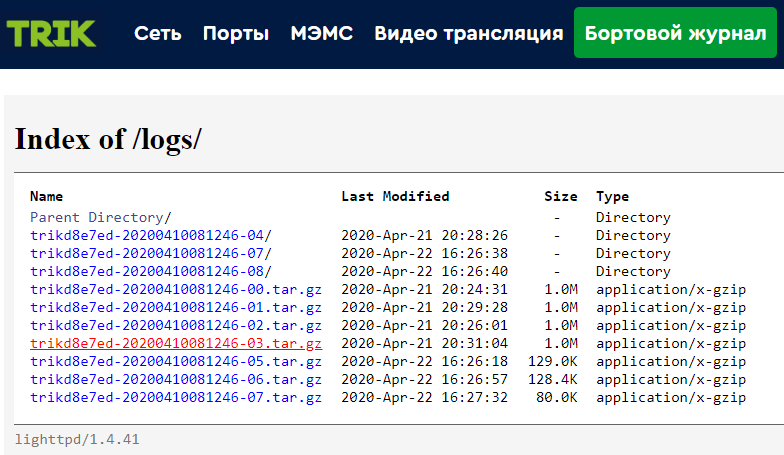 TRIK Сеть Порты МЭМС Видео трансляция Бортовой журнал
Index of /logs/
Name Last Modified Size Type
Parent Directory/ - Directory
trikd8e7ed-20200410081246-04/ 2020-Apr-21 20:28:26 - Directory
trikd8e7ed-20200410081246-07/ 2020-Apr-22 16:26:38 - Directory
trikd8e7ed-20200410081246-08/ 2020-Apr-22 16:26:40 - Directory
trikd8e7ed-20200410081246-00.tar.gz 2020-Apr-21 20:24:31 1.0M application/x-gzip
trikd8e7ed-20200410081246-01.tar.gz 2020-Apr-21 20:29:28 1.0M application/x-gzip
trikd8e7ed-20200410081246-02.tar.gz 2020-Apr-21 20:26:01 1.0M application/x-gzip
trikd8e7ed-20200410081246-03.tar.gz 2020-Apr-21 20:31:04 1.0M application/x-gzip
trikd8e7ed-20200410081246-05.tar.gz 2020-Apr-22 16:26:18 129.0K application/x-gzip
trikd8e7ed-20200410081246-06.tar.gz 2020-Apr-22 16:26:57 128.4K application/x-gzip
trikd8e7ed-20200410081246-07.tar.gz 2020-Apr-22 16:27:32 80.0K application/x-gzip
lighttpd/1.4.41